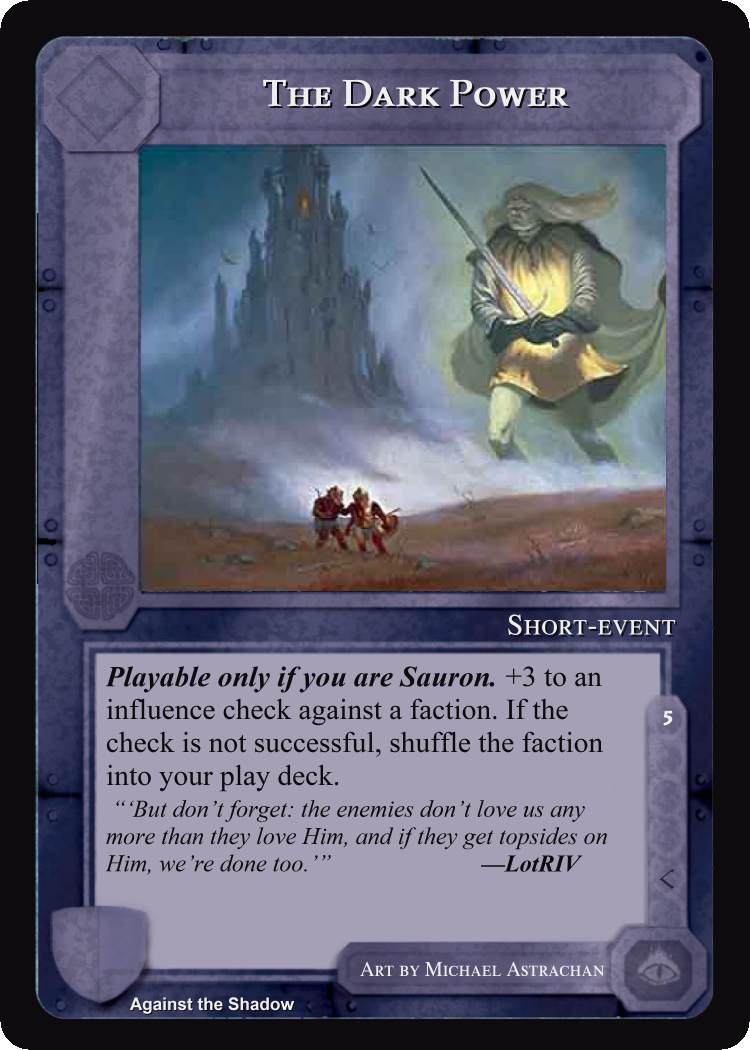 The Dark Power
Short-event
Playable only if you are Sauron. +3 to an
influence check against a faction. If the
check is not successful, shuffle the faction
into your play deck.
“‘But don’t forget: the enemies don’t love us any
more than they love Him, and if they get topsides on
Him, we’re done too.’” —LotRIV
5
<
Art by Michael Astrachan
Against the Shadow